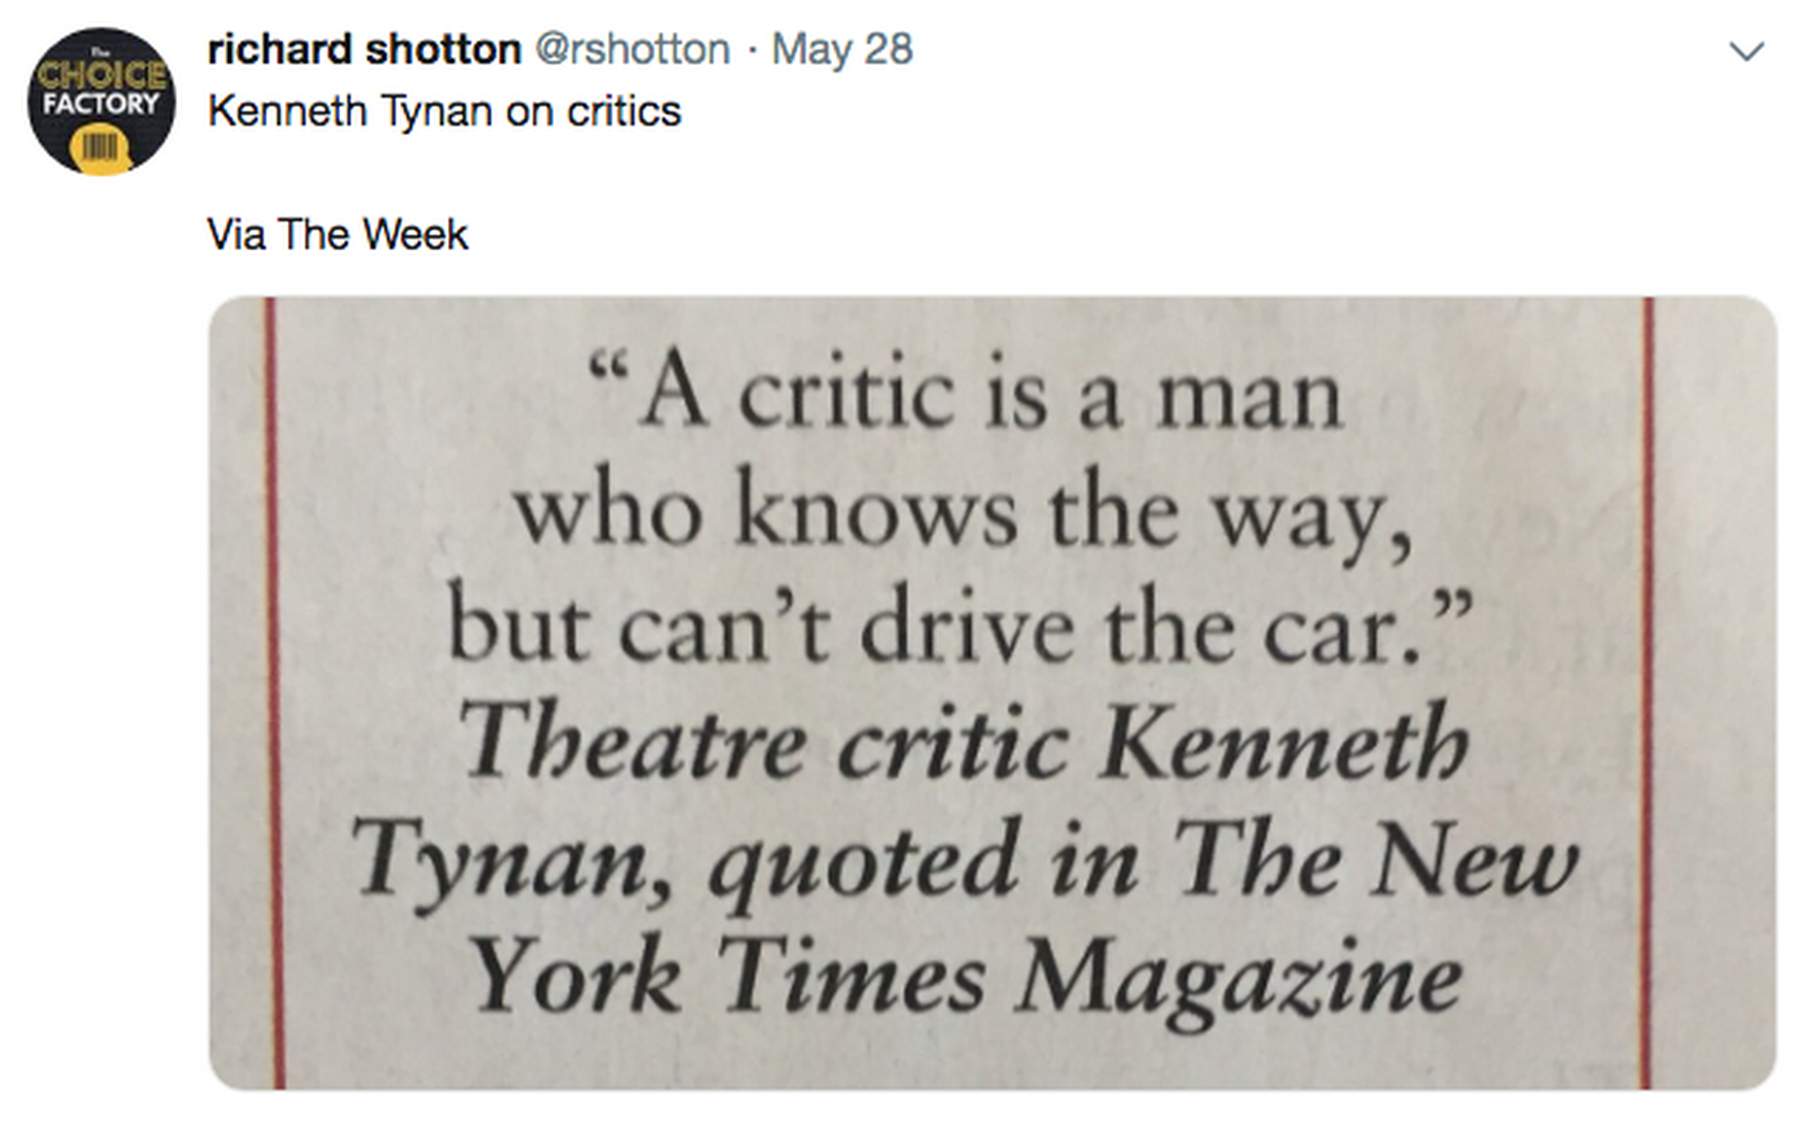 richard shotton @rshotton · May 28
The
CHOICE
FACTORY
Kenneth Tynan on critics
Via The Week
“A critic is a man
who knows the way,
but can’t drive the car.”
Theatre critic Kenneth
Tynan, quoted in The New
York Times Magazine